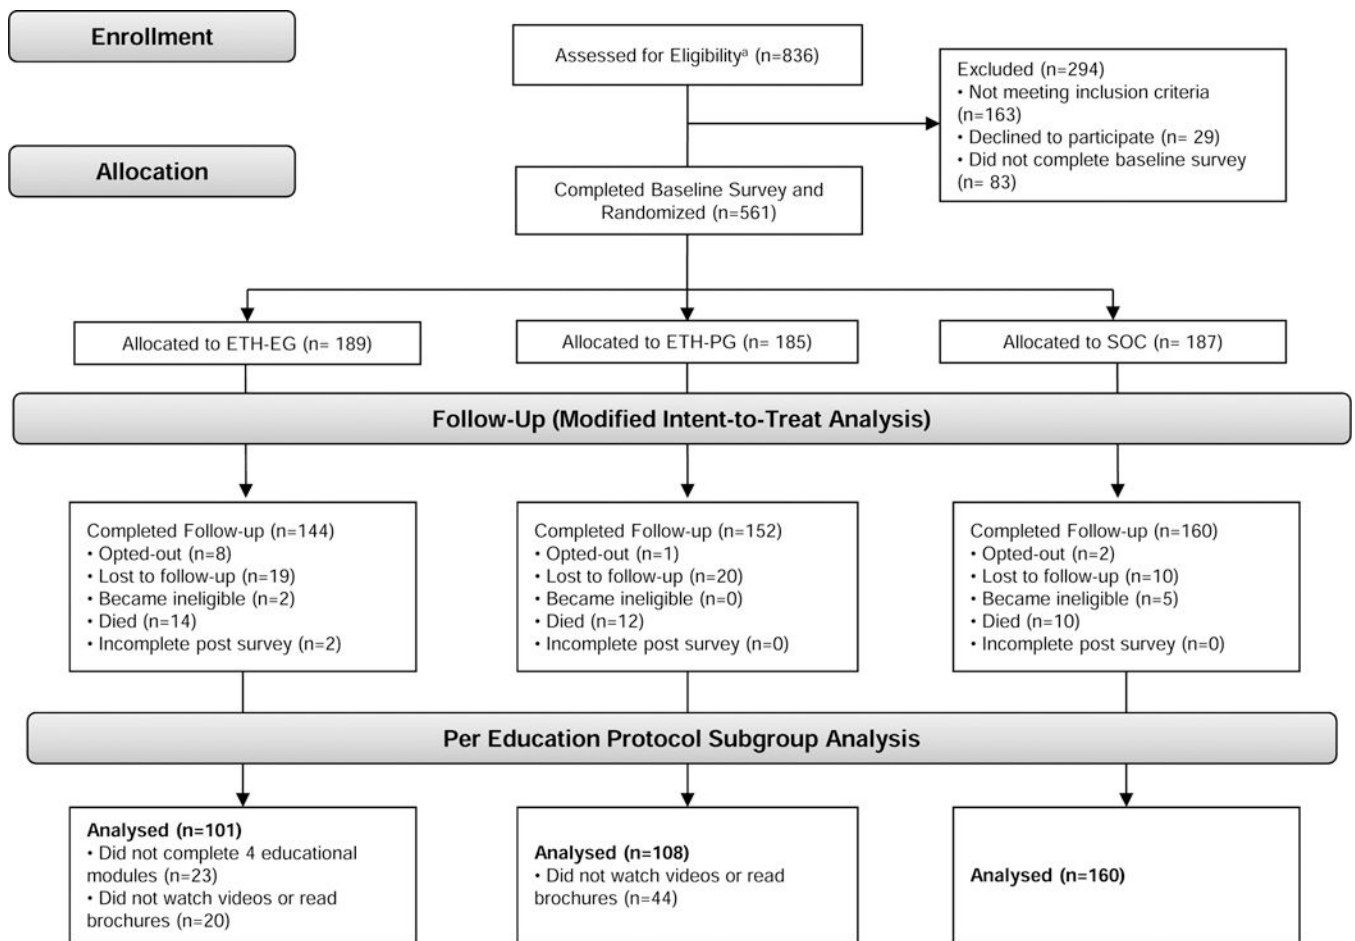 Enrollment
Assessed for Eligibilityᵃ (n=836)
Excluded (n=294)
• Not meeting inclusion criteria
(n=163)
• Declined to participate (n= 29)
• Did not complete baseline survey
(n= 83)
Allocation
Completed Baseline Survey and
Randomized (n=561)
Allocated to ETH-EG (n= 189)
Allocated to ETH-PG (n= 185)
Allocated to SOC (n= 187)
Follow-Up (Modified Intent-to-Treat Analysis)
Completed Follow-up (n=144)
• Opted-out (n=8)
• Lost to follow-up (n=19)
• Became ineligible (n=2)
• Died (n=14)
• Incomplete post survey (n=2)
Completed Follow-up (n=152)
• Opted-out (n=1)
• Lost to follow-up (n=20)
• Became ineligible (n=0)
• Died (n=12)
• Incomplete post survey (n=0)
Completed Follow-up (n=160)
• Opted-out (n=2)
• Lost to follow-up (n=10)
• Became ineligible (n=5)
• Died (n=10)
• Incomplete post survey (n=0)
Per Education Protocol Subgroup Analysis
Analysed (n=101)
• Did not complete 4 educational
modules (n=23)
• Did not watch videos or read
brochures (n=20)
Analysed (n=108)
• Did not watch videos or read
brochures (n=44)
Analysed (n=160)